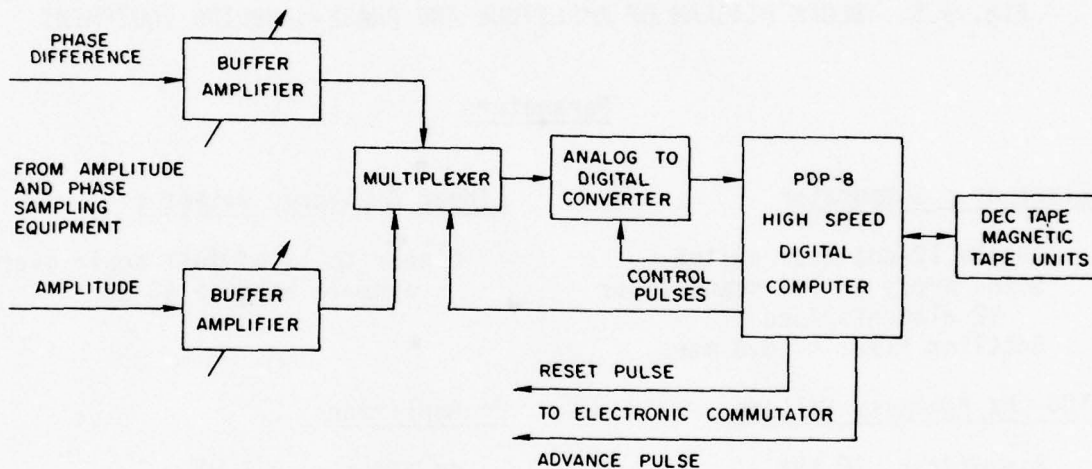 PHASE
DIFFERENCE
BUFFER
AMPLIFIER
FROM AMPLITUDE
AND PHASE
SAMPLING
EQUIPMENT
AMPLITUDE
BUFFER
AMPLIFIER
MULTIPLEXER
ANALOG TO
DIGITAL
CONVERTER
CONTROL
PULSES
PDP-8
HIGH SPEED
DIGITAL
COMPUTER
DEC TAPE
MAGNETIC
TAPE UNITS
RESET PULSE
TO ELECTRONIC COMMUTATOR
ADVANCE PULSE